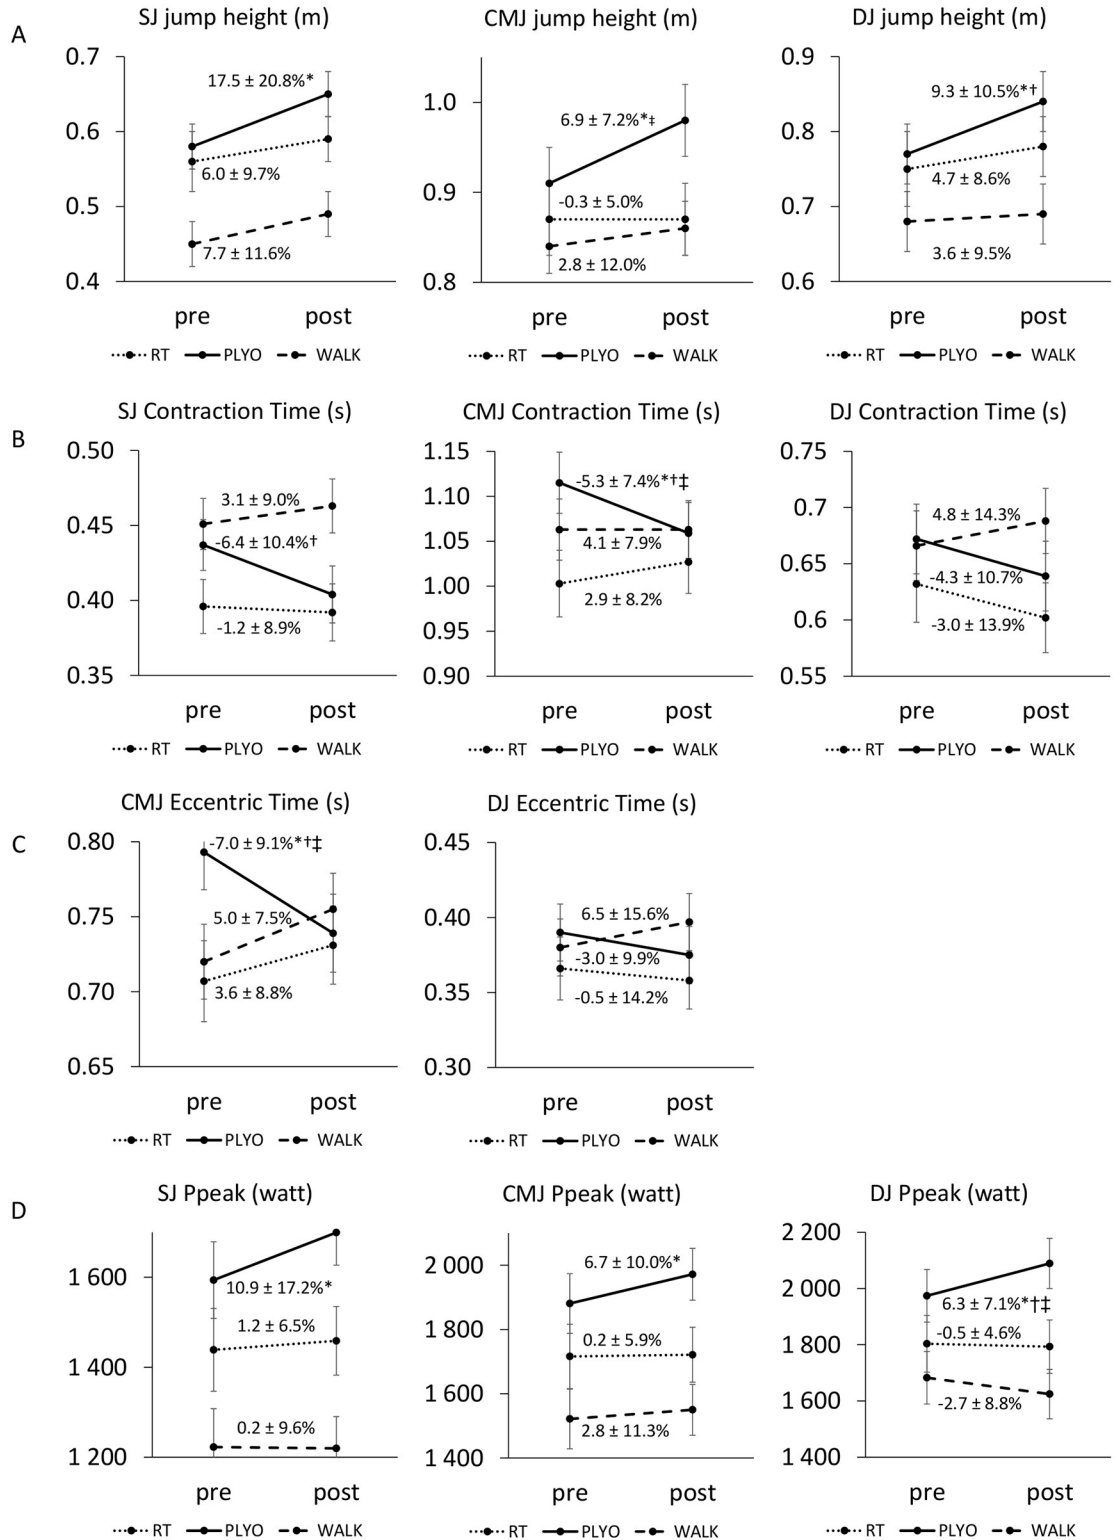 A
SJ jump height (m)
0.7
0.6
0.5
0.4
17.5 ± 20.8%*
6.0 ± 9.7%
7.7 ± 11.6%
pre post
RT PLYO WALK
CMJ jump height (m)
1.0
0.9
0.8
6.9 ± 7.2%*‡
-0.3 ± 5.0%
2.8 ± 12.0%
pre post
RT PLYO WALK
DJ jump height (m)
0.9
0.8
0.7
0.6
9.3 ± 10.5%*†
4.7 ± 8.6%
3.6 ± 9.5%
pre post
RT PLYO WALK
B
SJ Contraction Time (s)
0.50
0.45
0.40
0.35
3.1 ± 9.0%
-6.4 ± 10.4%†
-1.2 ± 8.9%
pre post
RT PLYO WALK
CMJ Contraction Time (s)
1.15
1.10
1.05
1.00
0.95
0.90
-5.3 ± 7.4%*†‡
4.1 ± 7.9%
2.9 ± 8.2%
pre post
RT PLYO WALK
DJ Contraction Time (s)
0.75
0.7
0.65
0.6
0.55
4.8 ± 14.3%
-4.3 ± 10.7%
-3.0 ± 13.9%
pre post
RT PLYO WALK
C
CMJ Eccentric Time (s)
0.80
0.75
0.70
0.65
-7.0 ± 9.1%*†‡
5.0 ± 7.5%
3.6 ± 8.8%
pre post
RT PLYO WALK
DJ Eccentric Time (s)
0.45
0.40
0.35
0.30
6.5 ± 15.6%
-3.0 ± 9.9%
-0.5 ± 14.2%
pre post
RT PLYO WALK
D
SJ Ppeak (watt)
1 600
1 400
1 200
10.9 ± 17.2%*
1.2 ± 6.5%
0.2 ± 9.6%
pre post
RT PLYO WALK
CMJ Ppeak (watt)
2 000
1 800
1 600
1 400
6.7 ± 10.0%*
0.2 ± 5.9%
2.8 ± 11.3%
pre post
RT PLYO WALK
DJ Ppeak (watt)
2 200
2 000
1 800
1 600
1 400
6.3 ± 7.1%*†‡
-0.5 ± 4.6%
-2.7 ± 8.8%
pre post
RT PLYO WALK